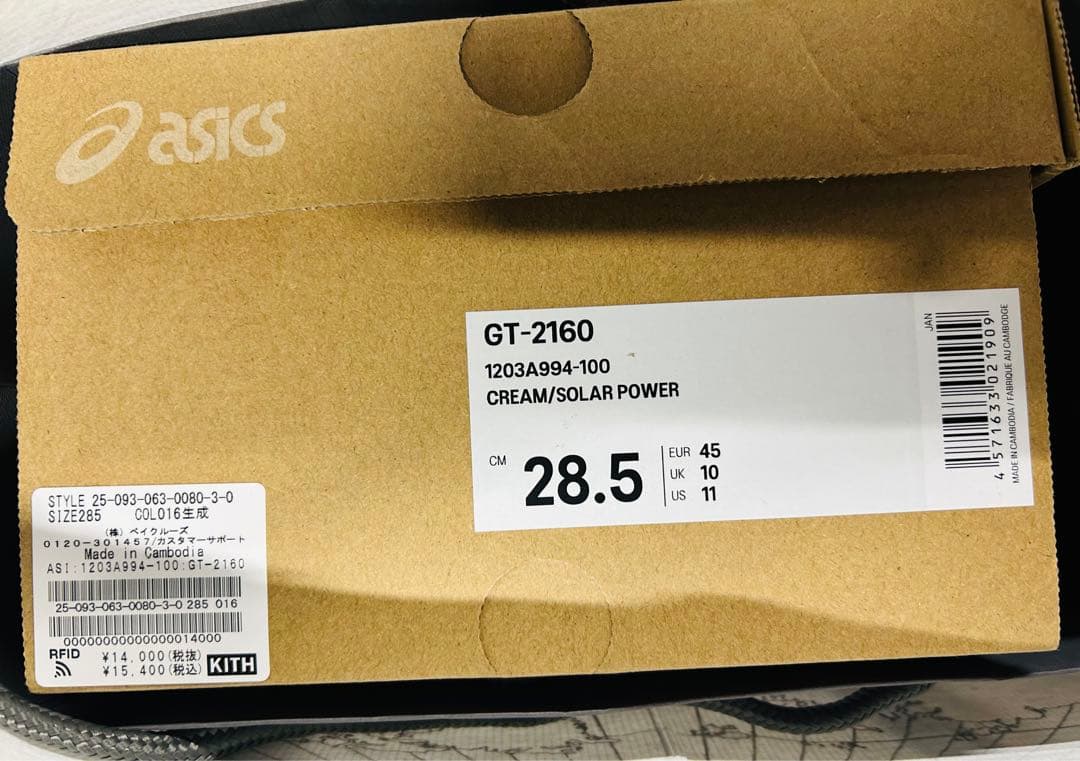 asics
GT-2160
1203A994-100
CREAM/SOLAR POWER
CM 28.5
EUR 45
UK 10
US 11
JAN
4571633021909
MADE IN CAMBODIA / FABRIQUE AU CAMBODGE
STYLE 25-093-063-0080-3-0
SIZE285 COL016生成
(株) ベイクルーズ
0120-301457/カスタマーサポート
Made in Cambodia
ASI:1203A994-100:GT-2160
25-093-063-0080-3-0 285 016
00000000000000014000
RFID
¥14,000(税抜)
¥15,400(税込)
KITH